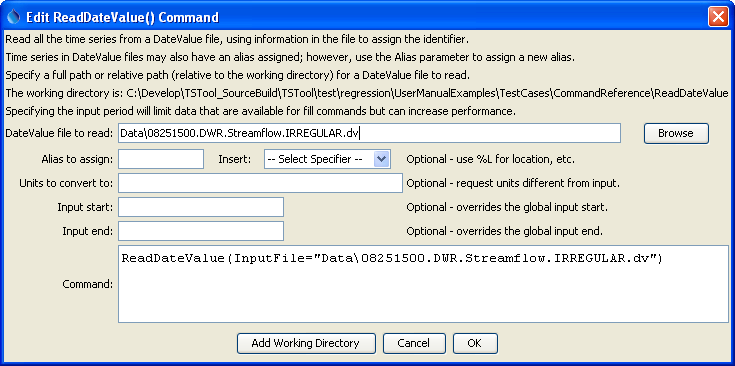 Edit ReadDateValue() Command
Read all the time series from a DateValue file, using information in the file to assign the identifier.
Time series in DateValue files may also have an alias assigned; however, use the Alias parameter to assign a new alias.
Specify a full path or relative path (relative to the working directory) for a DateValue file to read.
The working directory is: C:\Develop\TSTool_SourceBuild\TSTool\test\regression\UserManualExamples\TestCases\CommandReference\ReadDateValue
Specifying the input period will limit data that are available for fill commands but can increase performance.
DateValue file to read: Data\08251500.DWR.Streamflow.IRREGULAR.dv Browse
Alias to assign: Insert: -- Select Specifier -- Optional - use %L for location, etc.
Units to convert to: Optional - request units different from input.
Input start: Optional - overrides the global input start.
Input end: Optional - overrides the global input end.
Command: ReadDateValue(InputFile="Data\08251500.DWR.Streamflow.IRREGULAR.dv")
Add Working Directory Cancel OK